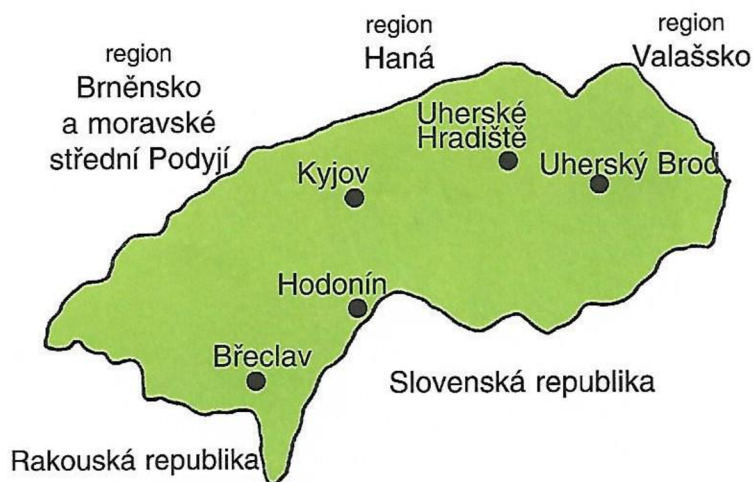 region
Brněnsko
a moravské
střední Podyjí
region
Haná
region
Valašsko
Uherské
Hradiště
Uherský Brod
Kyjov
Hodonín
Břeclav
Slovenská republika
Rakouská republika